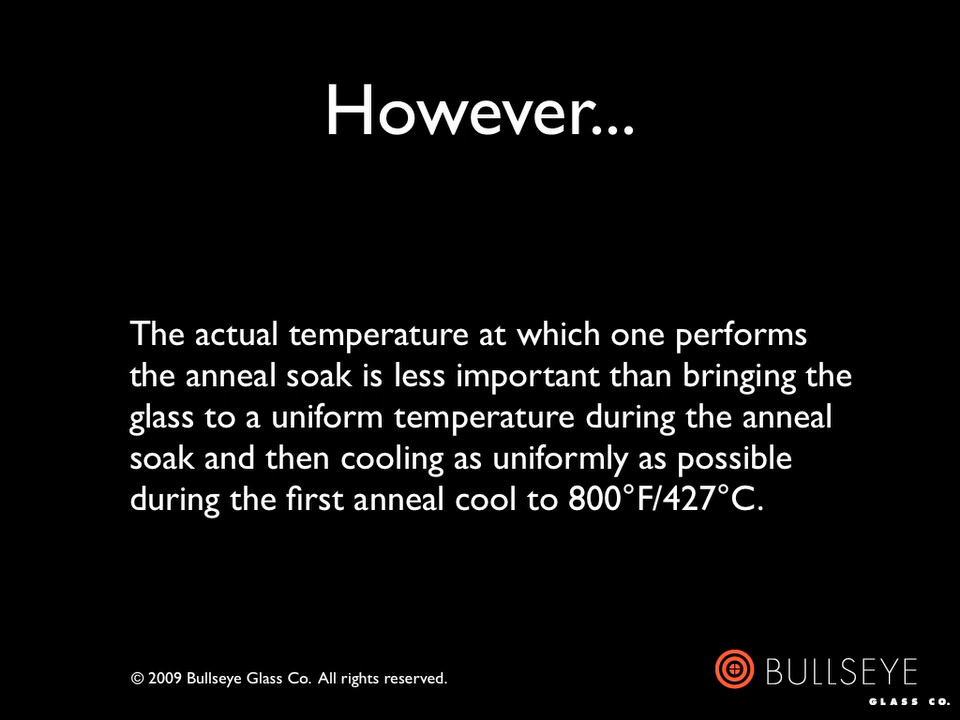 However...
The actual temperature at which one performs
the anneal soak is less important than bringing the
glass to a uniform temperature during the anneal
soak and then cooling as uniformly as possible
during the first anneal cool to 800°F/427°C.
© 2009 Bullseye Glass Co. All rights reserved.
BULLSEYE
GLASS CO.